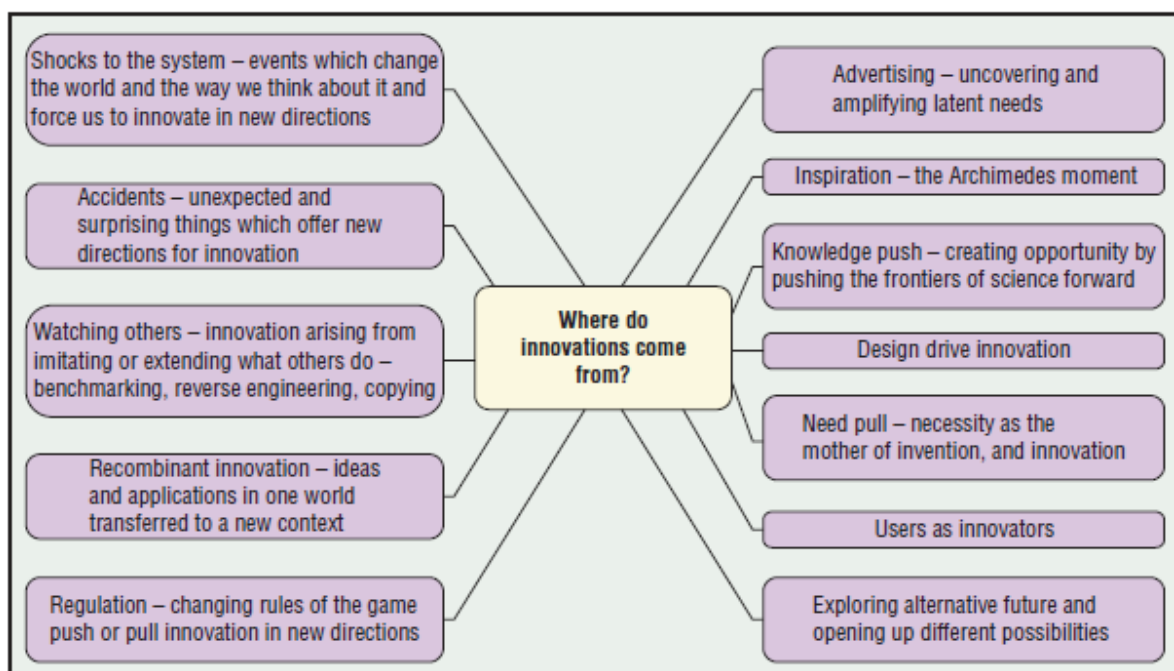 Shocks to the system – events which change
the world and the way we think about it and
force us to innovate in new directions
Accidents – unexpected and
surprising things which offer new
directions for innovation
Watching others – innovation arising from
imitating or extending what others do –
benchmarking, reverse engineering, copying
Recombinant innovation – ideas
and applications in one world
transferred to a new context
Regulation – changing rules of the game
push or pull innovation in new directions
Where do
innovations come
from?
Advertising – uncovering and
amplifying latent needs
Inspiration – the Archimedes moment
Knowledge push – creating opportunity by
pushing the frontiers of science forward
Design drive innovation
Need pull – necessity as the
mother of invention, and innovation
Users as innovators
Exploring alternative future and
opening up different possibilities